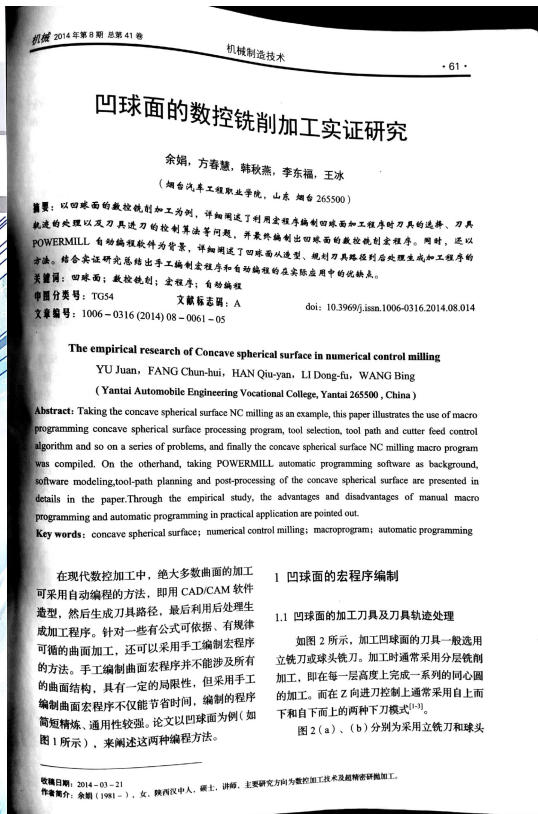 机械 2014年第8期 总第41卷
机械制造技术
·61·
凹球面的数控铣削加工实证研究
余娟，方春慧，韩秋燕，李东福，王冰
（烟台汽车工程职业学院，山东 烟台 265500）
摘要：以凹球面的数控铣削加工为例，详细阐述了利用宏程序编制凹球面加工程序时刀具的选择、刀具
轨迹的处理以及刀具进刀的控制算法等问题，并最终编制出凹球面的数控铣削宏程序。同时，还以
POWERMILL 自动编程软件为背景，详细阐述了凹球面从造型、规划刀具路径到后处理生成加工程序的
方法。结合实证研究总结出手工编制宏程序和自动编程的在实际应用中的优缺点。
关键词：凹球面；数控铣削；宏程序；自动编程
中图分类号：TG54 文献标志码：A doi: 10.3969/j.issn.1006-0316.2014.08.014
文章编号：1006－0316 (2014) 08－0061－05
The empirical research of Concave spherical surface in numerical control milling
YU Juan，FANG Chun-hui，HAN Qiu-yan，LI Dong-fu，WANG Bing
( Yantai Automobile Engineering Vocational College, Yantai 265500 , China )
Abstract: Taking the concave spherical surface NC milling as an example, this paper illustrates the use of macro
programming concave spherical surface processing program, tool selection, tool path and cutter feed control
algorithm and so on a series of problems, and finally the concave spherical surface NC milling macro program
was compiled. On the otherhand, taking POWERMILL automatic programming software as background,
software modeling,tool-path planning and post-processing of the concave spherical surface are presented in
details in the paper.Through the empirical study, the advantages and disadvantages of manual macro
programming and automatic programming in practical application are pointed out.
Key words：concave spherical surface；numerical control milling；macroprogram；automatic programming
在现代数控加工中，绝大多数曲面的加工
可采用自动编程的方法，即用 CAD/CAM 软件
造型，然后生成刀具路径，最后利用后处理生
成加工程序。针对一些有公式可依据、有规律
可循的曲面加工，还可以采用手工编制宏程序
的方法。手工编制曲面宏程序并不能涉及所有
的曲面结构，具有一定的局限性，但采用手工
编制曲面宏程序不仅能节省时间，编制的程序
简短精炼、通用性较强。论文以凹球面为例（如
图 1 所示），来阐述这两种编程方法。
1 凹球面的宏程序编制
1.1 凹球面的加工刀具及刀具轨迹处理
如图 2 所示，加工凹球面的刀具一般选用
立铣刀或球头铣刀。加工时通常采用分层铣削
加工，即在每一层高度上完成一系列的同心圆
的加工。而在 Z 向进刀控制上通常采用自上而
下和自下而上的两种下刀模式[1-3]。
图 2（a）、（b）分别为采用立铣刀和球头
收稿日期：2014－03－21
作者简介：余娟（1981－），女，陕西汉中人，硕士，讲师，主要研究方向为数控加工技术及超精密研抛加工。